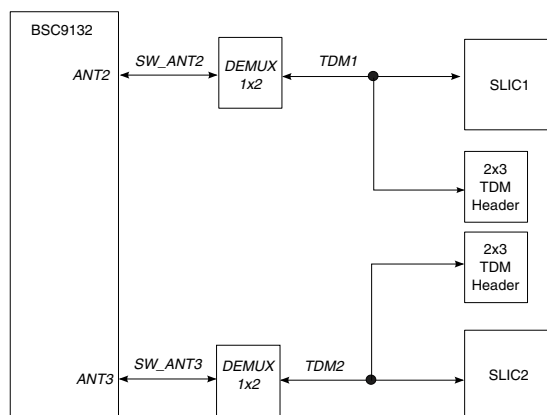 BSC9132
ANT2
SW_ANT2
DEMUX
1x2
TDM1
SLIC1
2x3
TDM
Header
2x3
TDM
Header
ANT3
SW_ANT3
DEMUX
1x2
TDM2
SLIC2